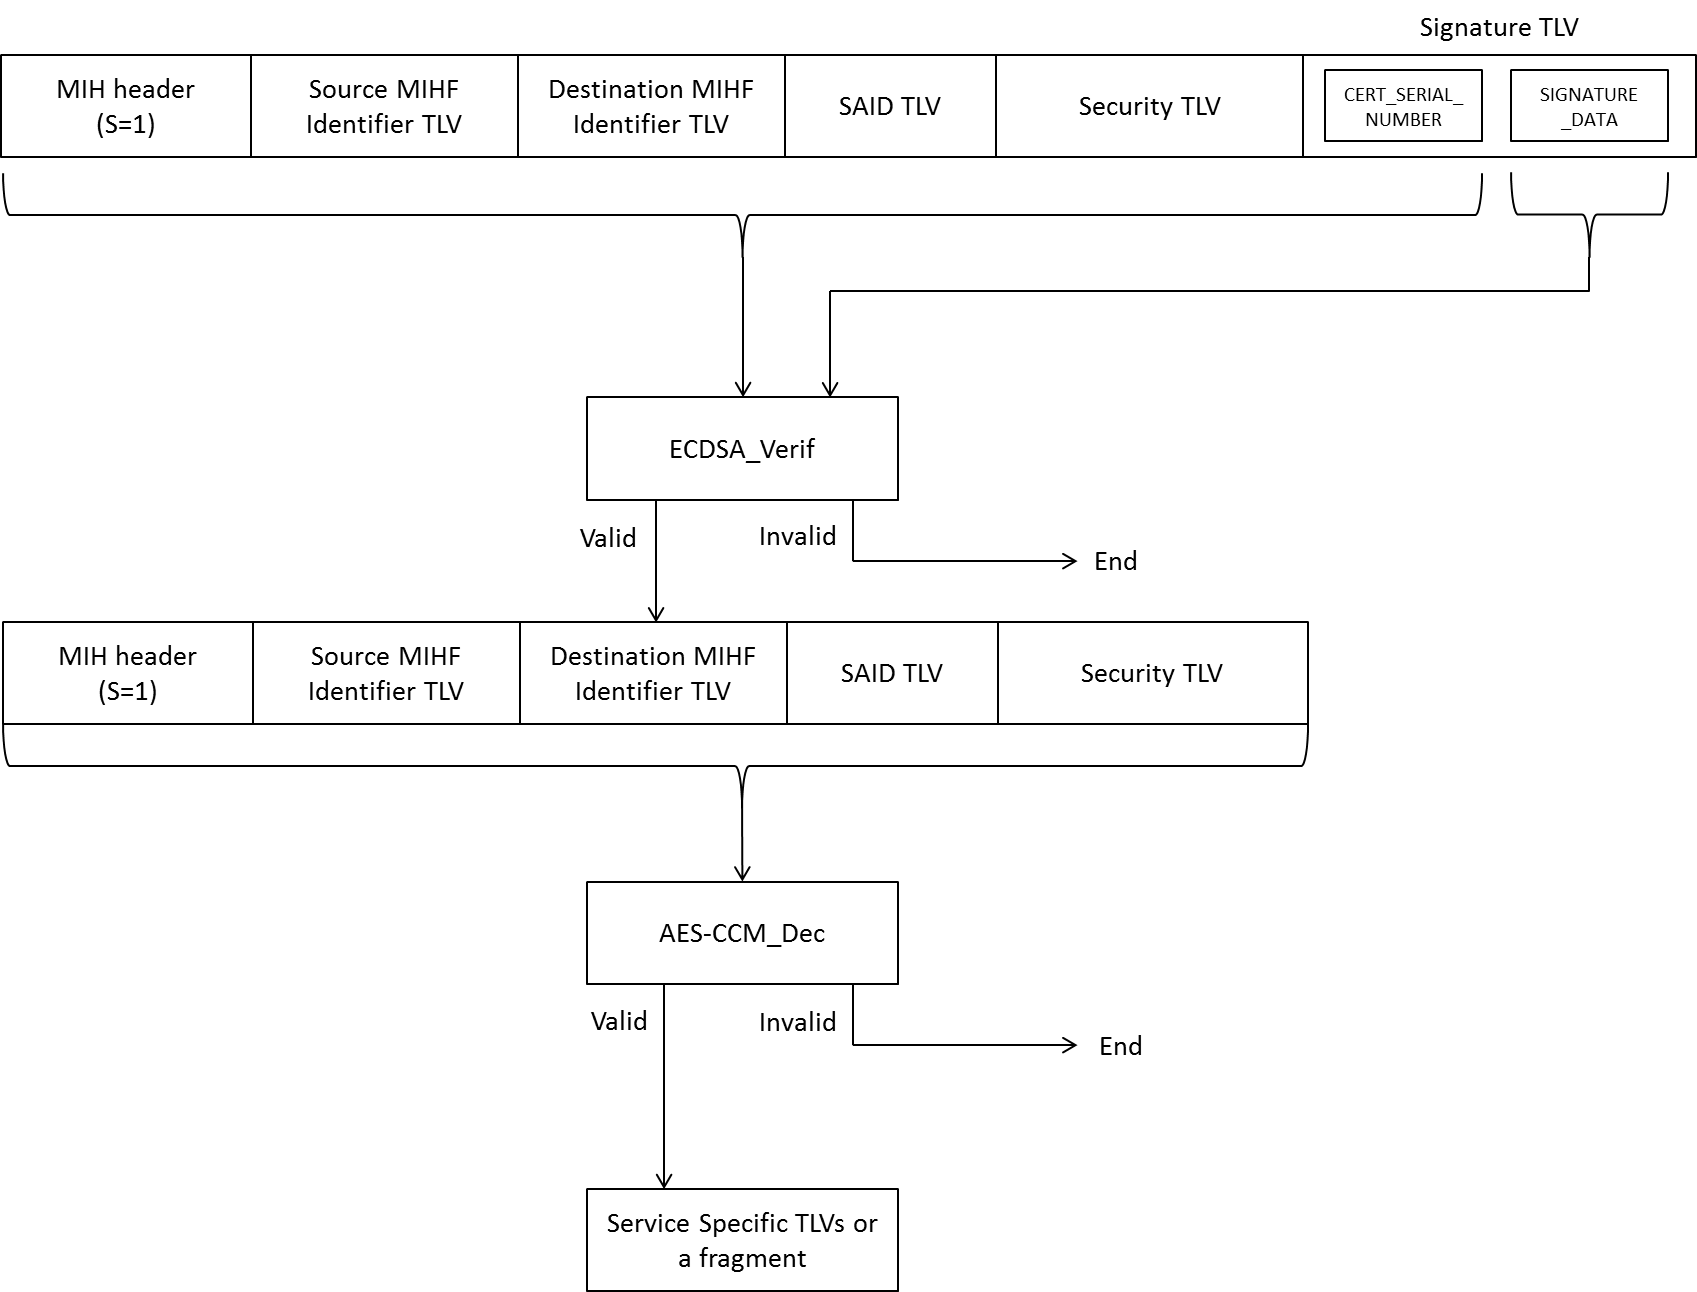 Signature TLV
MIH header
(S=1)
Source MIHF
Identifier TLV
Destination MIHF
Identifier TLV
SAID TLV
Security TLV
CERT_SERIAL_
NUMBER
SIGNATURE
_DATA
ECDSA_Verif
Valid
Invalid
End
MIH header
(S=1)
Source MIHF
Identifier TLV
Destination MIHF
Identifier TLV
SAID TLV
Security TLV
AES-CCM_Dec
Valid
Invalid
End
Service Specific TLVs or
a fragment